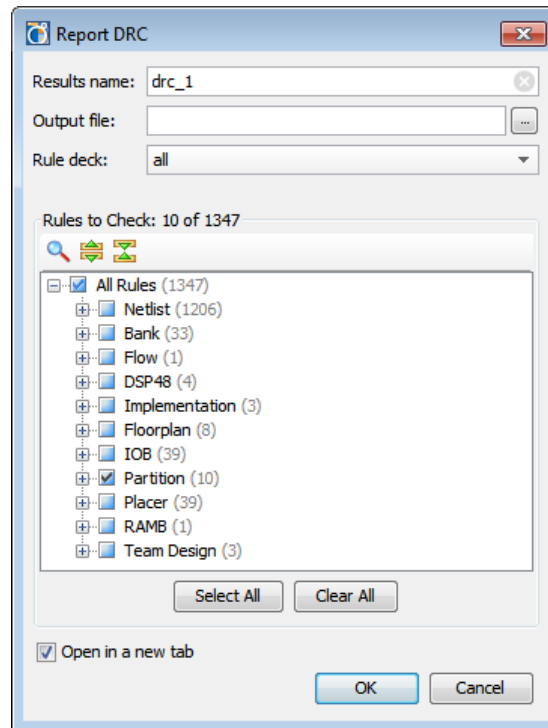 Report DRC
Results name: drc_1
Output file:
...
Rule deck: all
Rules to Check: 10 of 1347
All Rules (1347)
Netlist (1206)
Bank (33)
Flow (1)
DSP48 (4)
Implementation (3)
Floorplan (8)
IOB (39)
Partition (10)
Placer (39)
RAMB (1)
Team Design (3)
Select All Clear All
Open in a new tab
OK Cancel